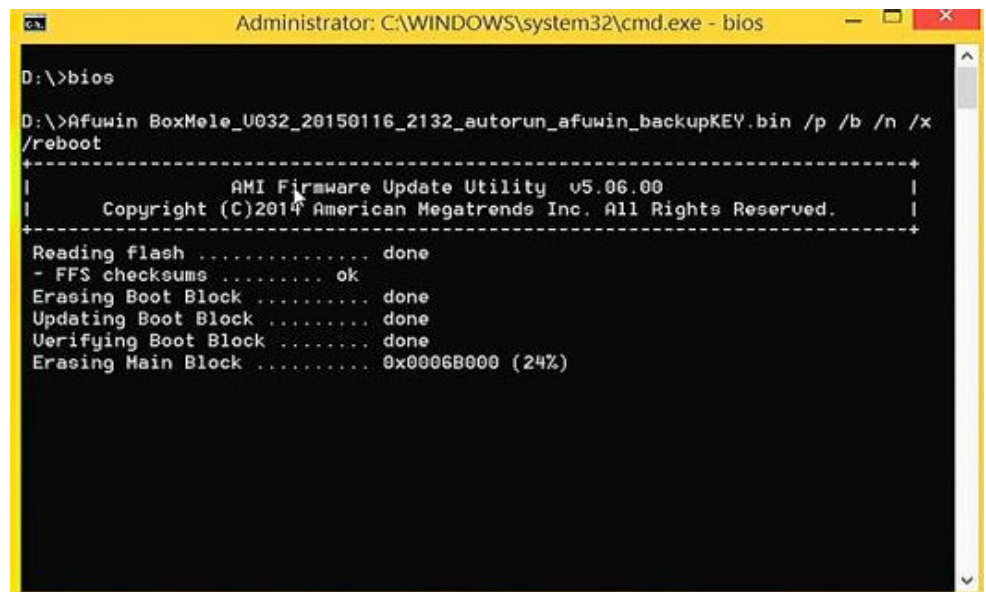 Administrator: C:\WINDOWS\system32\cmd.exe - bios
D:\>bios
D:\>Afuwin BoxMele_V032_20150116_2132_autorun_afuwin_backupKEY.bin /p /b /n /x
/reboot
+---------------------------------------------------------------------------+
| AMI Firmware Update Utility v5.06.00 |
| Copyright (C)2014 American Megatrends Inc. All Rights Reserved. |
+---------------------------------------------------------------------------+
Reading flash ............... done
- FFS checksums ......... ok
Erasing Boot Block .......... done
Updating Boot Block ......... done
Verifying Boot Block ........ done
Erasing Main Block .......... 0x0006B000 (24%)